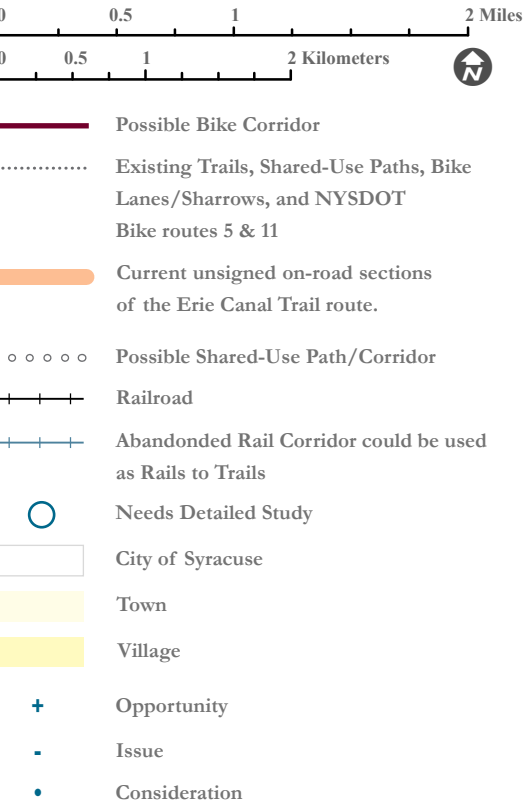 0 0.5 1 2 Miles
0 0.5 1 2 Kilometers
N
Possible Bike Corridor
Existing Trails, Shared-Use Paths, Bike
Lanes/Sharrows, and NYSDOT
Bike routes 5 & 11
Current unsigned on-road sections
of the Erie Canal Trail route.
Possible Shared-Use Path/Corridor
Railroad
Abandonded Rail Corridor could be used
as Rails to Trails
Needs Detailed Study
City of Syracuse
Town
Village
+ Opportunity
- Issue
• Consideration